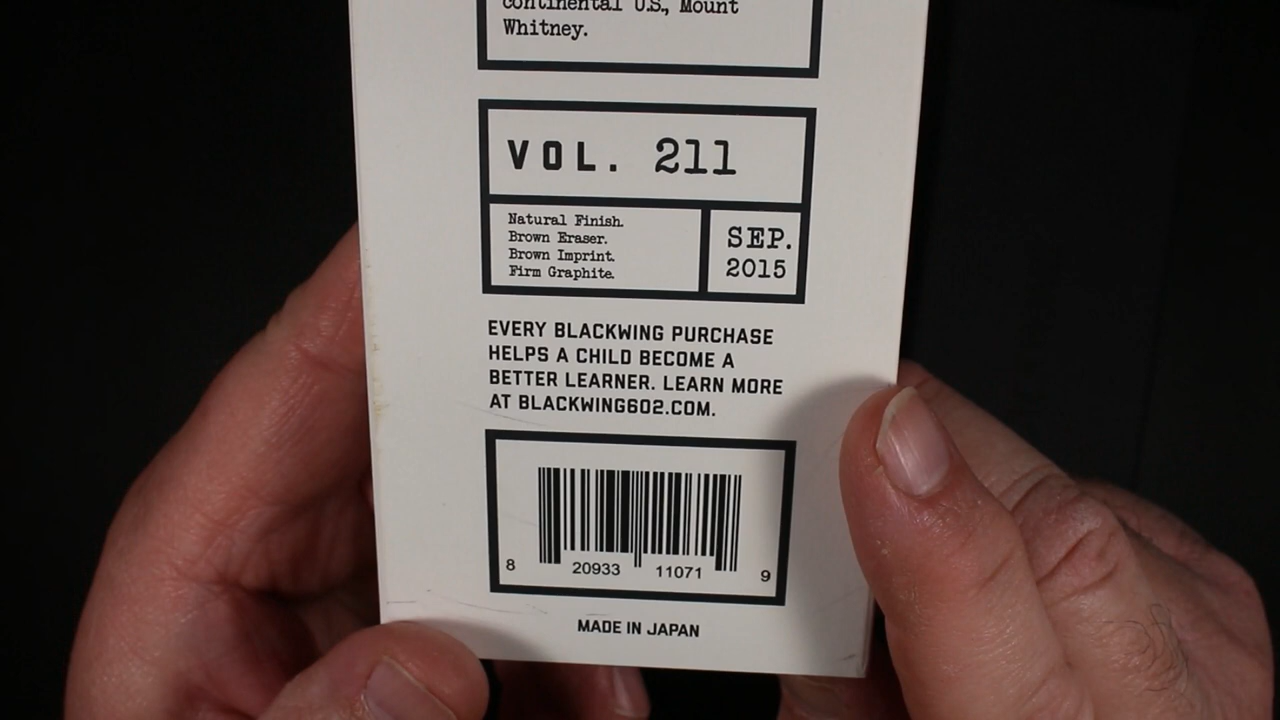 continental U.S., Mount
Whitney.
VOL. 211
Natural Finish.
Brown Eraser.
Brown Imprint.
Firm Graphite.
SEP.
2015
EVERY BLACKWING PURCHASE
HELPS A CHILD BECOME A
BETTER LEARNER. LEARN MORE
AT BLACKWING602.COM.
8 20933 11071 9
MADE IN JAPAN